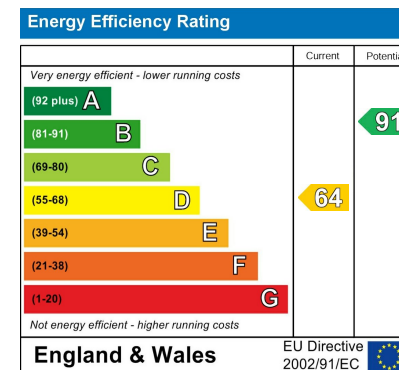 Energy Efficiency Rating
Current Potentia
Very energy efficient - lower running costs
(92 plus) A
(81-91) B
91
(69-80) C
(55-68) D
64
(39-54) E
(21-38) F
(1-20) G
Not energy efficient - higher running costs
England & Wales
EU Directive
2002/91/EC